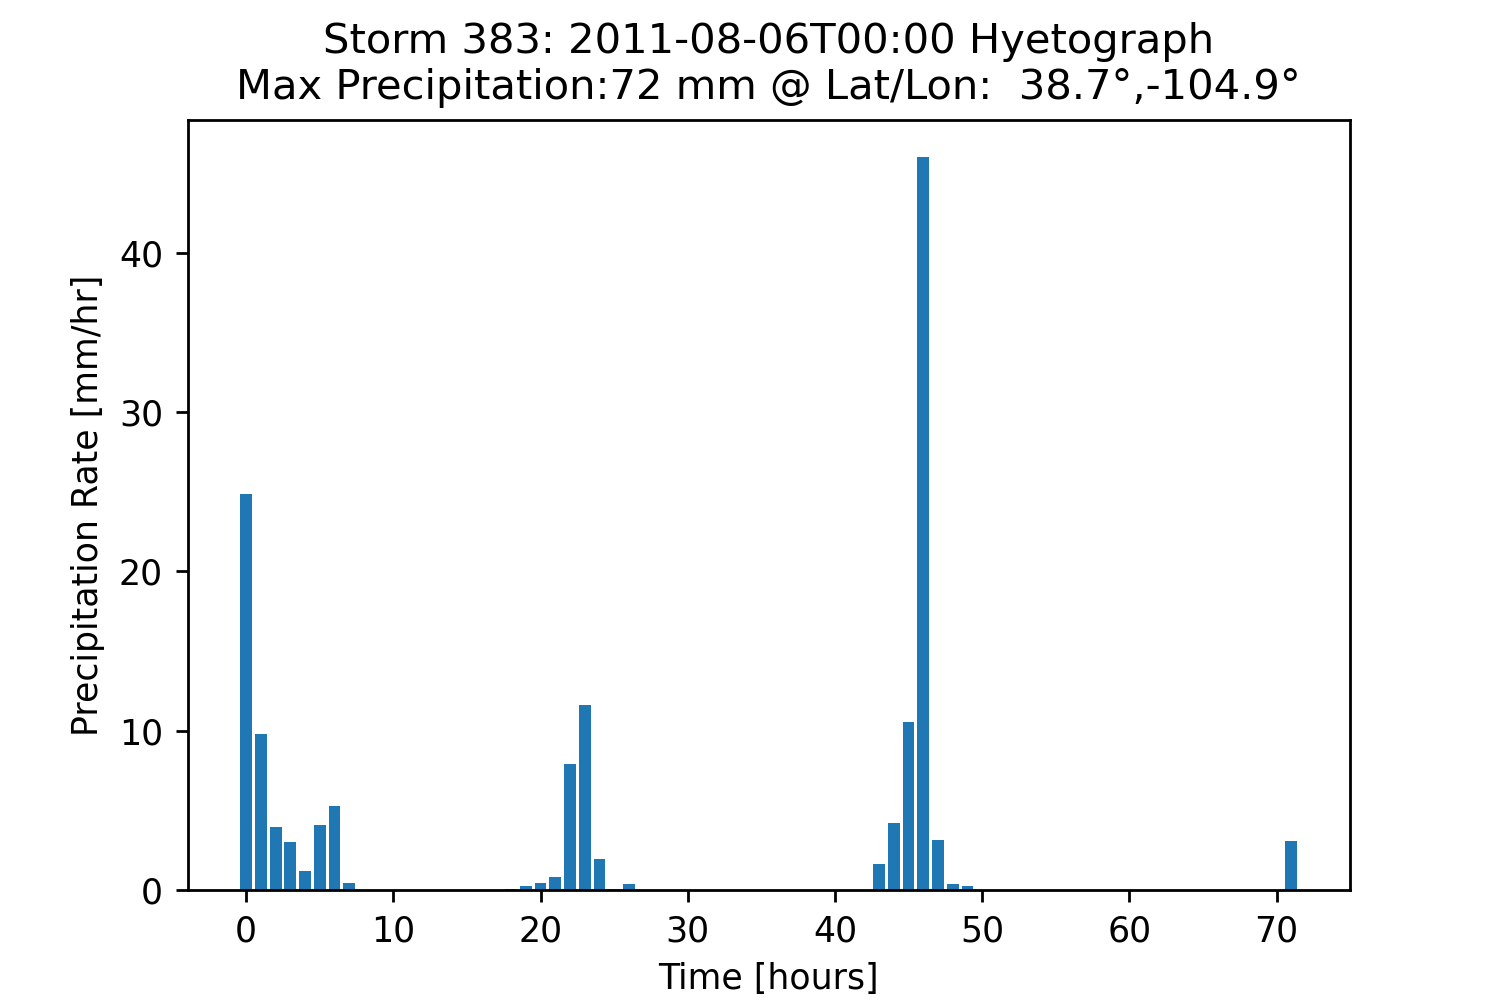 Storm 383: 2011-08-06T00:00 Hyetograph
Max Precipitation:72 mm @ Lat/Lon:  38.7°,-104.9°
Precipitation Rate [mm/hr]
40
30
20
10
0
0 10 20 30 40 50 60 70
Time [hours]